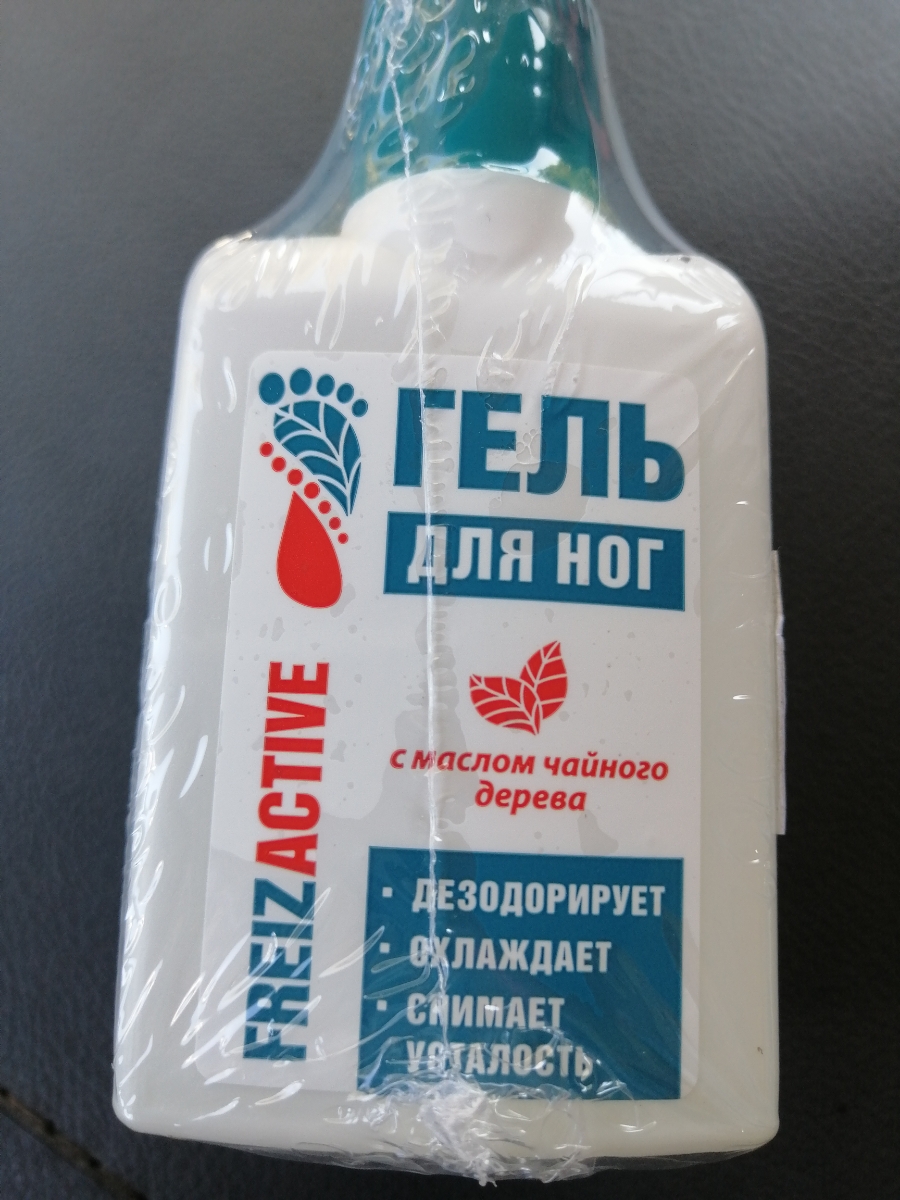 ГЕЛЬ
ДЛЯ НОГ
с маслом чайного
дерева
FREIZACTIVE
· ДЕЗОДОРИРУЕТ
· ОХЛАЖДАЕТ
· СНИМАЕТ
УСТАЛОСТЬ